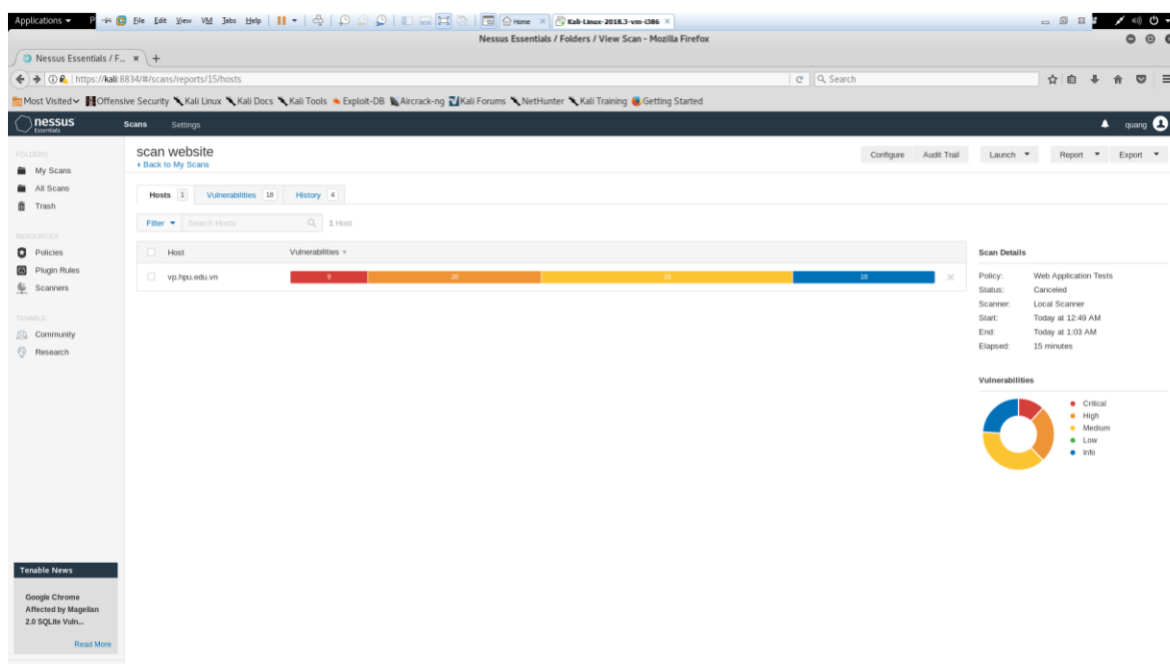 Applications P File Edit View VM Tabs Help Home × Kali-Linux-2018.3-vm-i386 ×
Nessus Essentials / Folders / View Scan - Mozilla Firefox
Nessus Essentials / F... × +
https://kali:8834/#/scans/reports/15/hosts Search
Most Visited Offensive Security Kali Linux Kali Docs Kali Tools Exploit-DB Aircrack-ng Kali Forums NetHunter Kali Training Getting Started
nessus Essentials Scans Settings quang
FOLDERS
My Scans
All Scans
Trash
RESOURCES
Policies
Plugin Rules
Scanners
TENABLE
Community
Research
Tenable News
Google Chrome
Affected by Magellan
2.0 SQLite Vuln...
Read More
scan website
Back to My Scans
Configure Audit Trail Launch Report Export
Hosts 1 Vulnerabilities 18 History 4
Filter Search Hosts 1 Host
Host Vulnerabilities
vp.hpu.edu.vn 9 20 18
Scan Details
Policy: Web Application Tests
Status: Canceled
Scanner: Local Scanner
Start: Today at 12:49 AM
End: Today at 1:03 AM
Elapsed: 15 minutes
Vulnerabilities
Critical
High
Medium
Low
Info